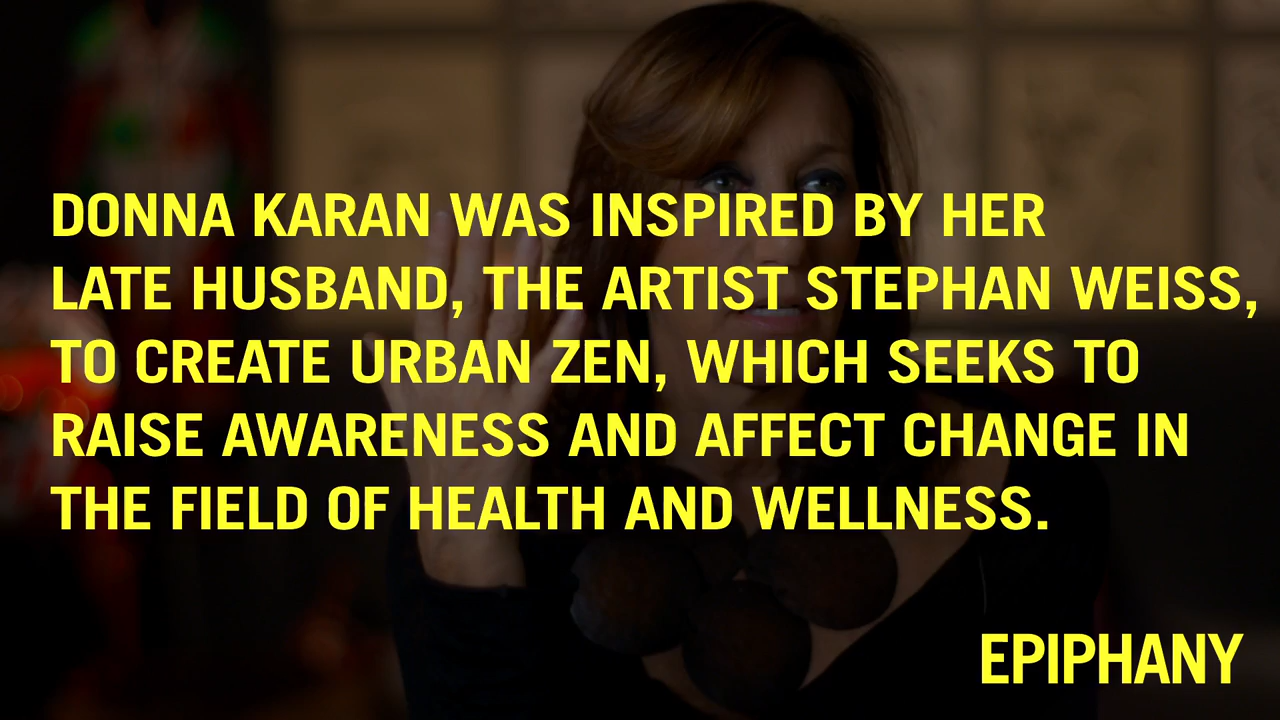 DONNA KARAN WAS INSPIRED BY HER
LATE HUSBAND, THE ARTIST STEPHAN WEISS,
TO CREATE URBAN ZEN, WHICH SEEKS TO
RAISE AWARENESS AND AFFECT CHANGE IN
THE FIELD OF HEALTH AND WELLNESS.
EPIPHANY